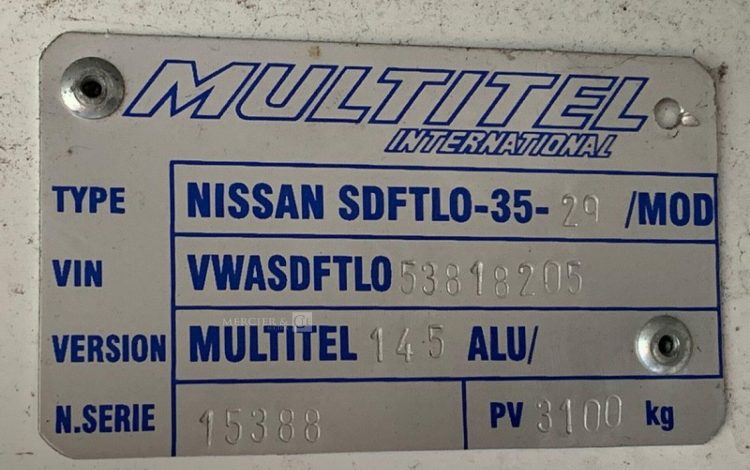 MULTITEL
INTERNATIONAL
TYPE NISSAN SDFTLO-35-29 /MOD
VIN VWASDFTLO53818205
MERCIER &
VERSION MULTITEL 145 ALU/
N.SERIE 15388 PV 3100 kg